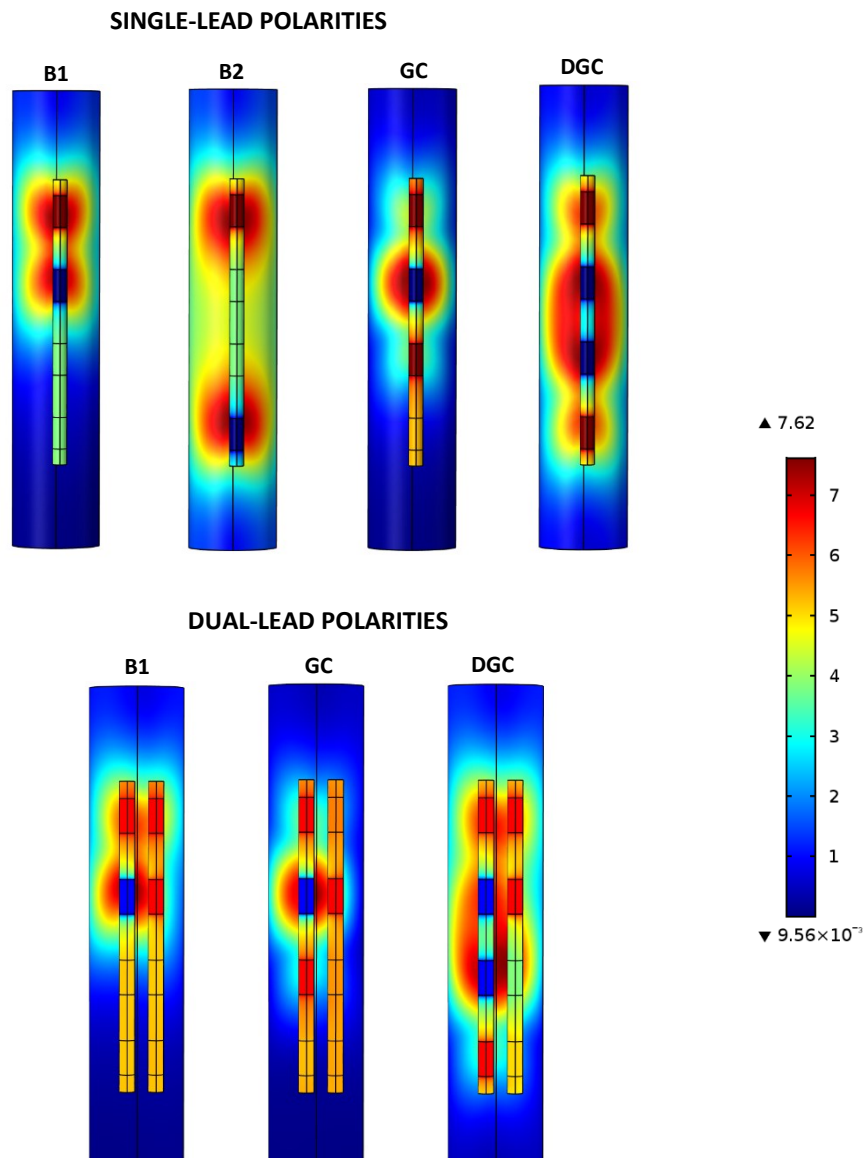 SINGLE-LEAD POLARITIES
B1 B2 GC DGC
▲ 7.62
7
6
5
4
3
2
1
▼ 9.56×10⁻³
DUAL-LEAD POLARITIES
B1 GC DGC